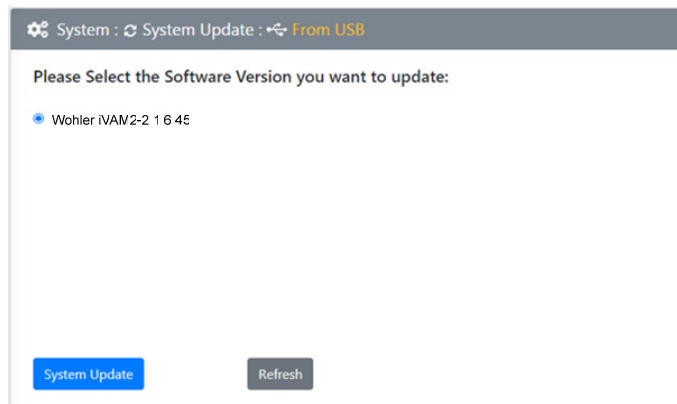 System : System Update : From USB
Please Select the Software Version you want to update:
Wohler iVAM2-2 1 6 45
System Update
Refresh